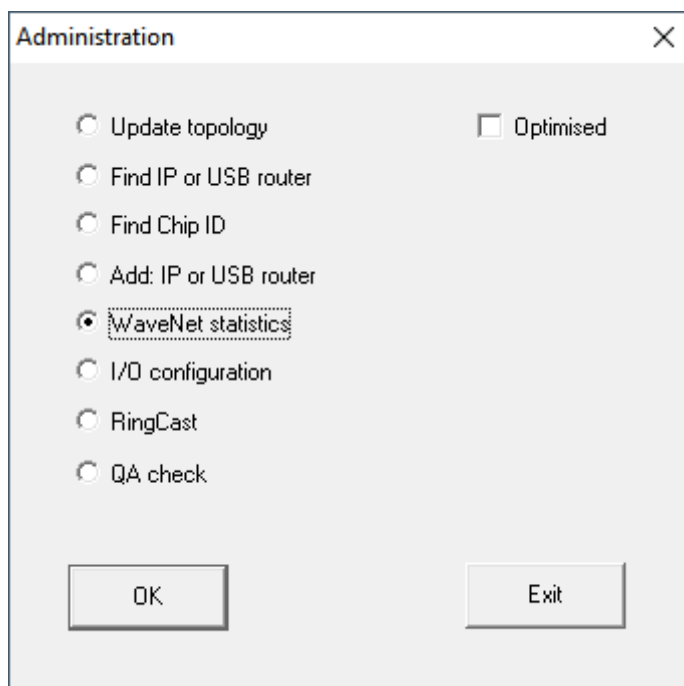 Administration
Update topology
Optimised
Find IP or USB router
Find Chip ID
Add: IP or USB router
WaveNet statistics
I/O configuration
RingCast
QA check
OK
Exit